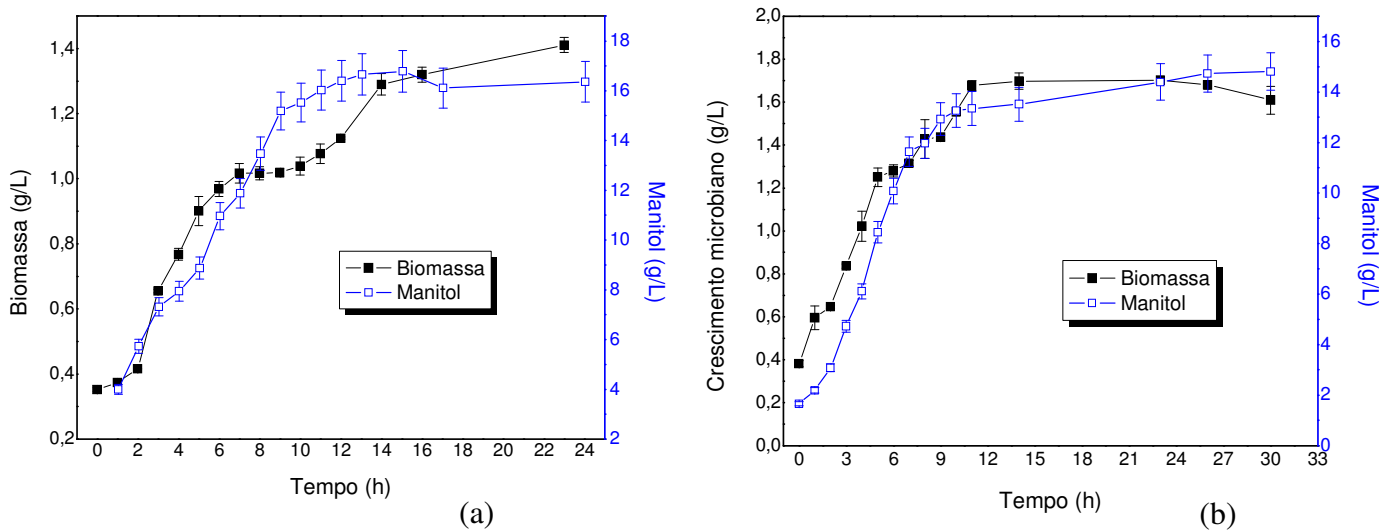 1,4
1,2
1,0
0,8
0,6
0,4
0,2
Biomassa (g/L)
18
16
14
12
10
8
6
4
2
Manitol (g/L)
Biomassa
Manitol
0 2 4 6 8 10 12 14 16 18 20 22 24
Tempo (h)
(a)
2,0
1,8
1,6
1,4
1,2
1,0
0,8
0,6
0,4
0,2
0,0
Crescimento microbiano (g/L)
16
14
12
10
8
6
4
2
0
Manitol (g/L)
Biomassa
Manitol
0 3 6 9 12 15 18 21 24 27 30 33
Tempo (h)
(b)